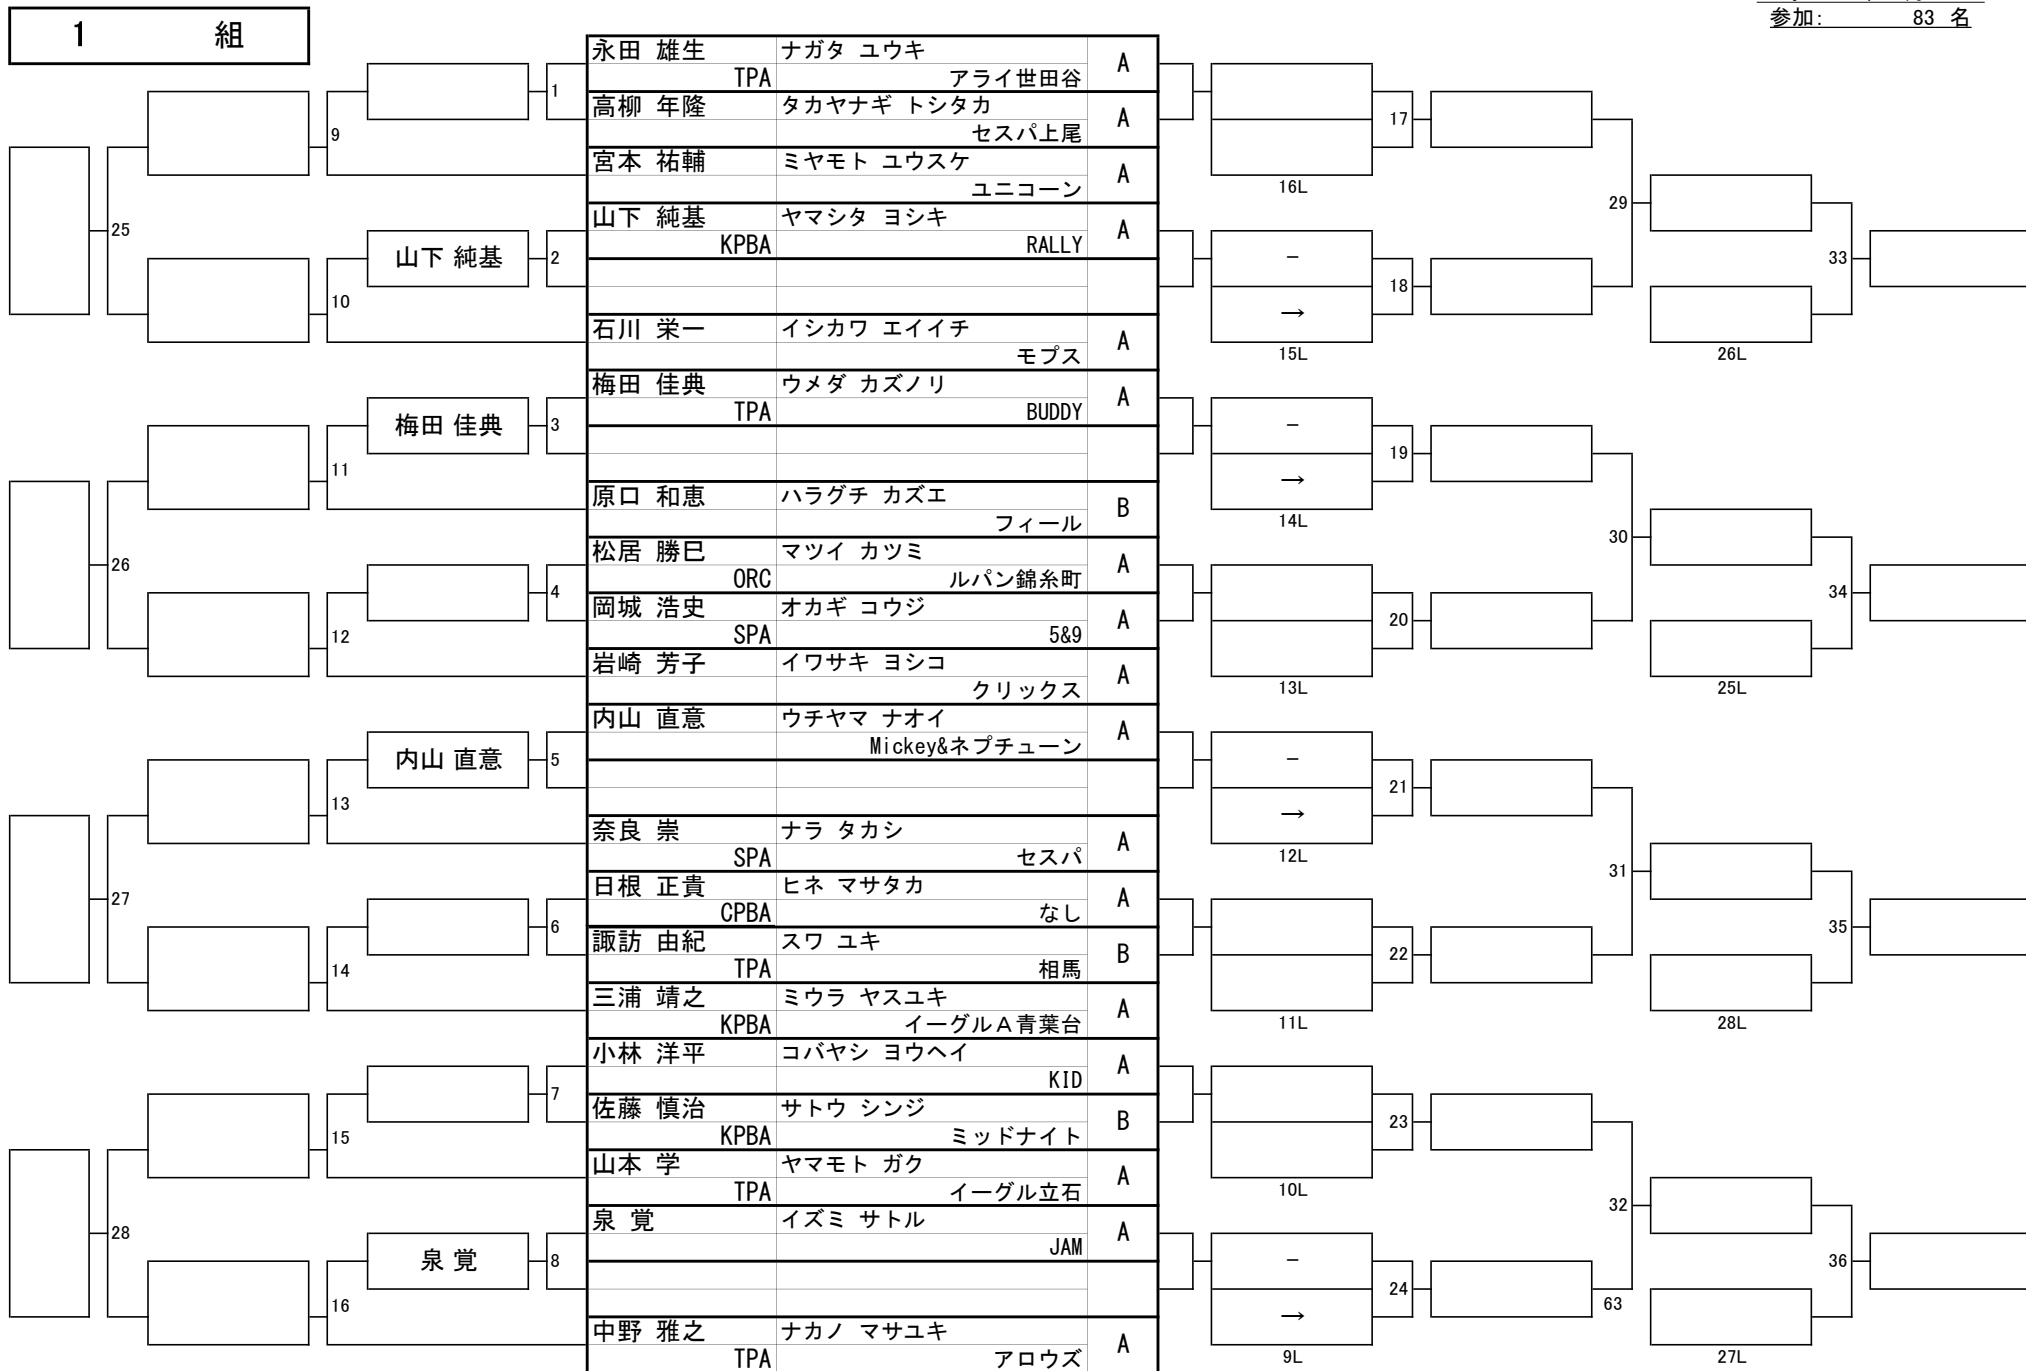 参加: 83 名
1 組
永田 雄生 ナガタ ユウキ A
TPA アライ世田谷
高柳 年隆 タカヤナギ トシタカ A
セスパ上尾
宮本 祐輔 ミヤモト ユウスケ A
ユニコーン
山下 純基 ヤマシタ ヨシキ A
KPBA RALLY
石川 栄一 イシカワ エイイチ A
モプス
梅田 佳典 ウメダ カズノリ A
TPA BUDDY
原口 和恵 ハラグチ カズエ B
フィール
松居 勝巳 マツイ カツミ A
ORC ルパン錦糸町
岡城 浩史 オカギ コウジ A
SPA 5&9
岩崎 芳子 イワサキ ヨシコ A
クリックス
内山 直意 ウチヤマ ナオイ A
Mickey&ネプチューン
奈良 崇 ナラ タカシ A
SPA セスパ
日根 正貴 ヒネ マサタカ A
CPBA なし
諏訪 由紀 スワ ユキ B
TPA 相馬
三浦 靖之 ミウラ ヤスユキ A
KPBA イーグルA青葉台
小林 洋平 コバヤシ ヨウヘイ A
KID
佐藤 慎治 サトウ シンジ B
KPBA ミッドナイト
山本 学 ヤマモト ガク A
TPA イーグル立石
泉 覚 イズミ サトル A
JAM
中野 雅之 ナカノ マサユキ A
TPA アロウズ
1
9
25
山下 純基 2
10
梅田 佳典 3
11
26
4
12
内山 直意 5
13
27
6
14
7
15
28
泉 覚 8
16
17
16L
29
-
18
→
15L
33
26L
-
19
→
14L
30
20
13L
34
25L
-
21
→
12L
31
22
11L
35
28L
23
10L
32
-
24
→
9L
63
36
27L